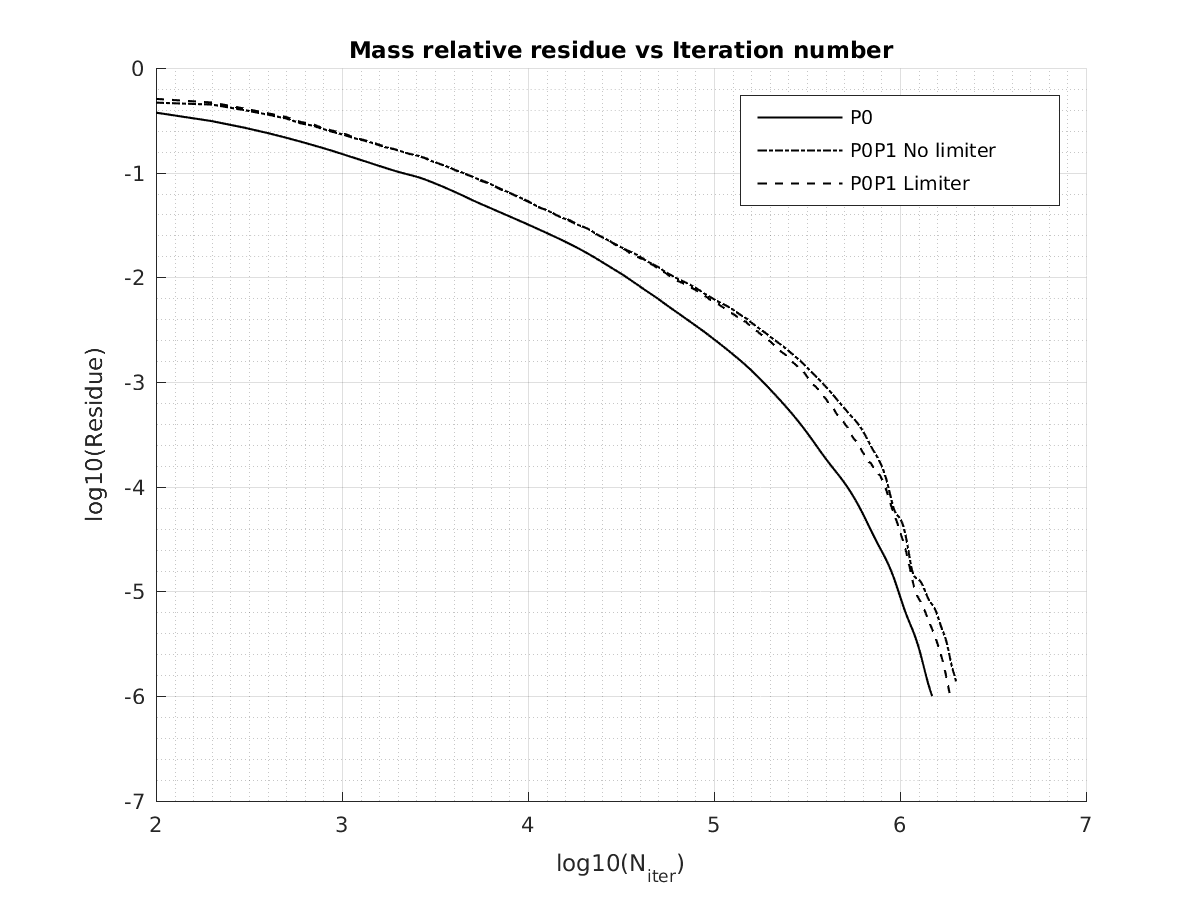 Mass relative residue vs Iteration number
0
-1
-2
-3
-4
-5
-6
-7
log10(Residue)
P0
P0P1 No limiter
P0P1 Limiter
2 3 4 5 6 7
log10(N_iter)